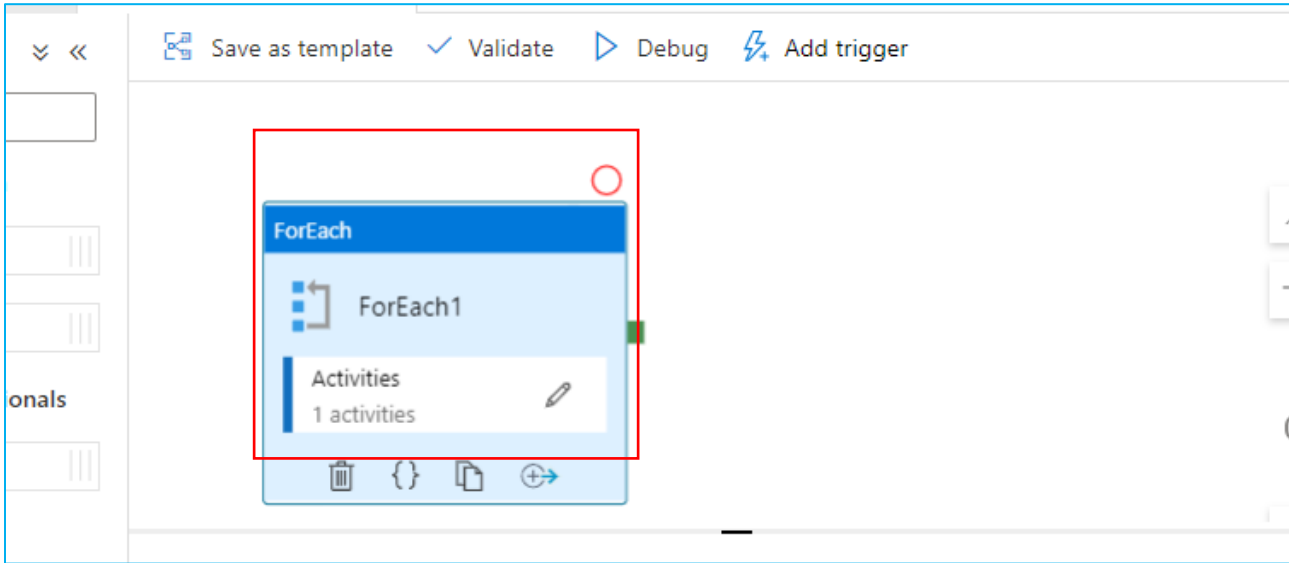 Save as template Validate Debug Add trigger
ForEach
ForEach1
Activities
1 activities
onals
{}